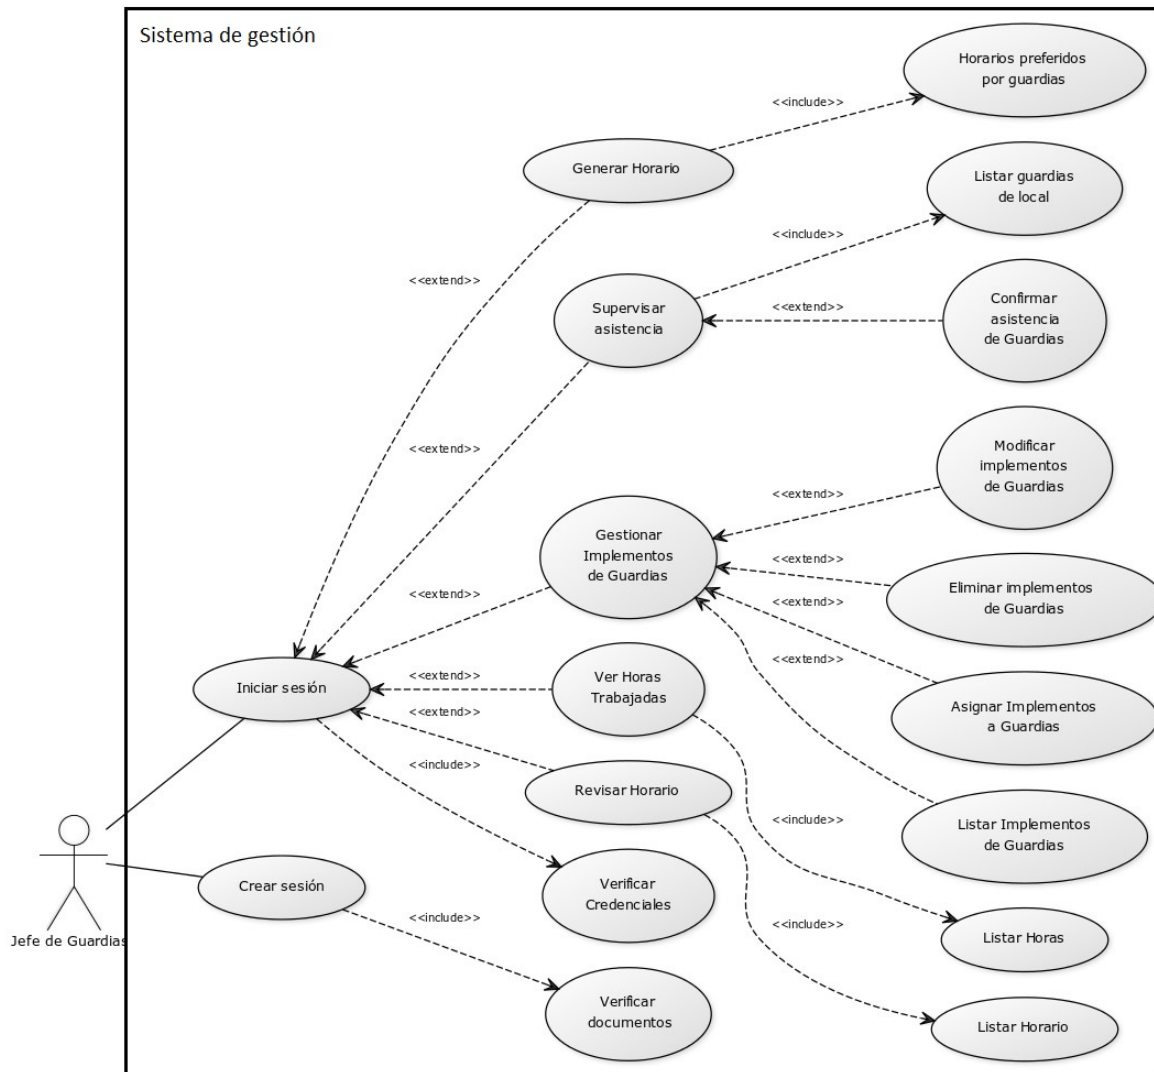 Sistema de gestión
Horarios preferidos
por guardias
<<include>>
Generar Horario
Listar guardias
de local
<<include>>
<<extend>>
Supervisar
asistencia
<<extend>>
Confirmar
asistencia
de Guardias
<<extend>>
Modificar
implementos
de Guardias
<<extend>>
Gestionar
Implementos
de Guardias
<<extend>>
Eliminar implementos
de Guardias
<<extend>>
<<extend>>
<<extend>>
Iniciar sesión
<<extend>>
Ver Horas
Trabajadas
<<extend>>
Asignar Implementos
a Guardias
<<include>>
Revisar Horario
<<include>>
Listar Implementos
de Guardias
Crear sesión
<<include>>
Verificar
Credenciales
<<include>>
Listar Horas
Jefe de Guardias
Verificar
documentos
Listar Horario